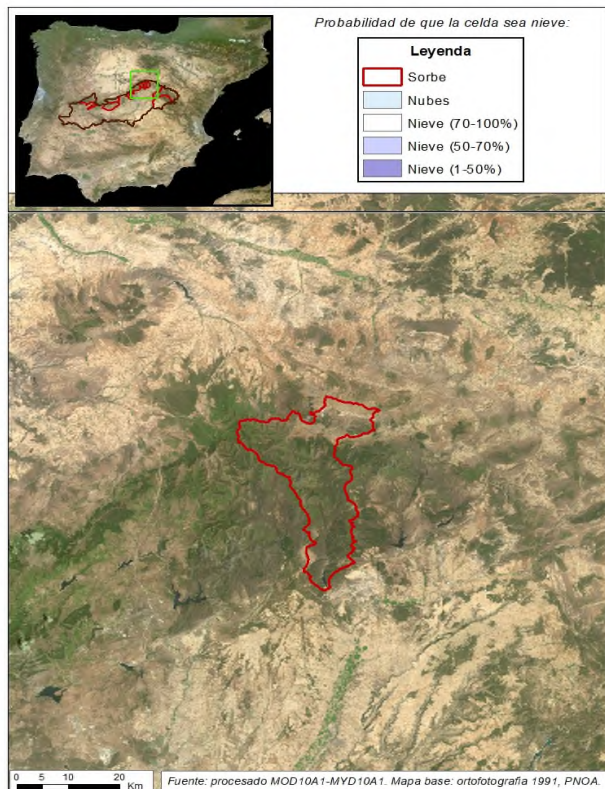 Probabilidad de que la celda sea nieve:
Leyenda
Sorbe
Nubes
Nieve (70-100%)
Nieve (50-70%)
Nieve (1-50%)
0 5 10 20
Km
Fuente: procesado MOD10A1-MYD10A1. Mapa base: ortofotografía 1991, PNOA.